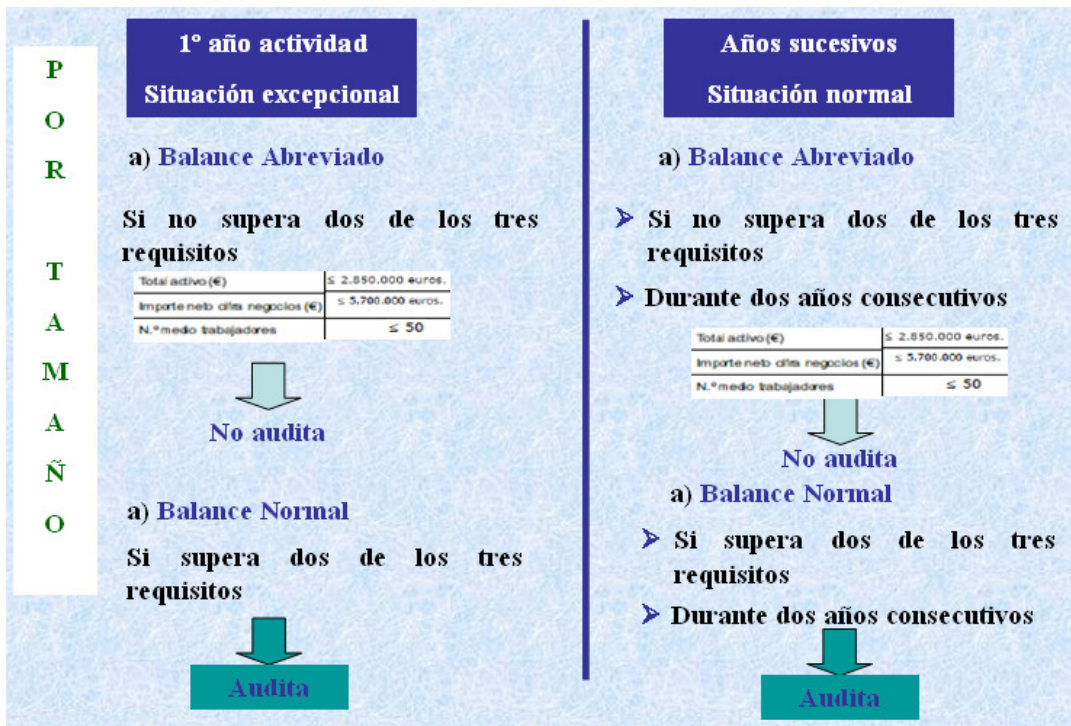 POR TAMAÑO
1º año actividad
Situación excepcional
a) Balance Abreviado
Si no supera dos de los tres
requisitos
Total activo (€) ≤ 2.850.000 euros.
Importe neto cifra negocios (€) ≤ 5.700.000 euros.
N.º medio trabajadores ≤ 50
No audita
a) Balance Normal
Si supera dos de los tres
requisitos
Audita
Años sucesivos
Situación normal
a) Balance Abreviado
Si no supera dos de los tres
requisitos
Durante dos años consecutivos
Total activo (€) ≤ 2.850.000 euros.
Importe neto cifra negocios (€) ≤ 5.700.000 euros.
N.º medio trabajadores ≤ 50
No audita
a) Balance Normal
Si supera dos de los tres
requisitos
Durante dos años consecutivos
Audita